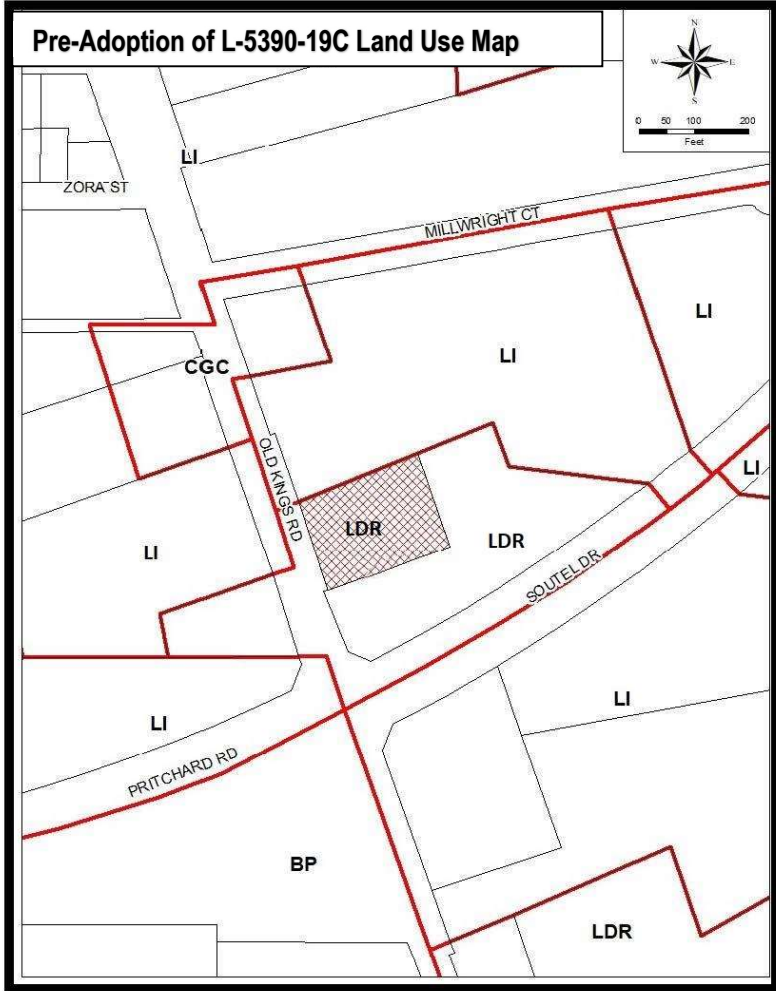 Pre-Adoption of L-5390-19C Land Use Map
N
W E
S
0 50 100 200
Feet
LI
ZORA ST
MILLWRIGHT CT
LI
LI
CGC
OLD KINGS RD
LI
LDR
LDR
LI
SOUTEL DR
LI
LI
PRITCHARD RD
BP
LDR